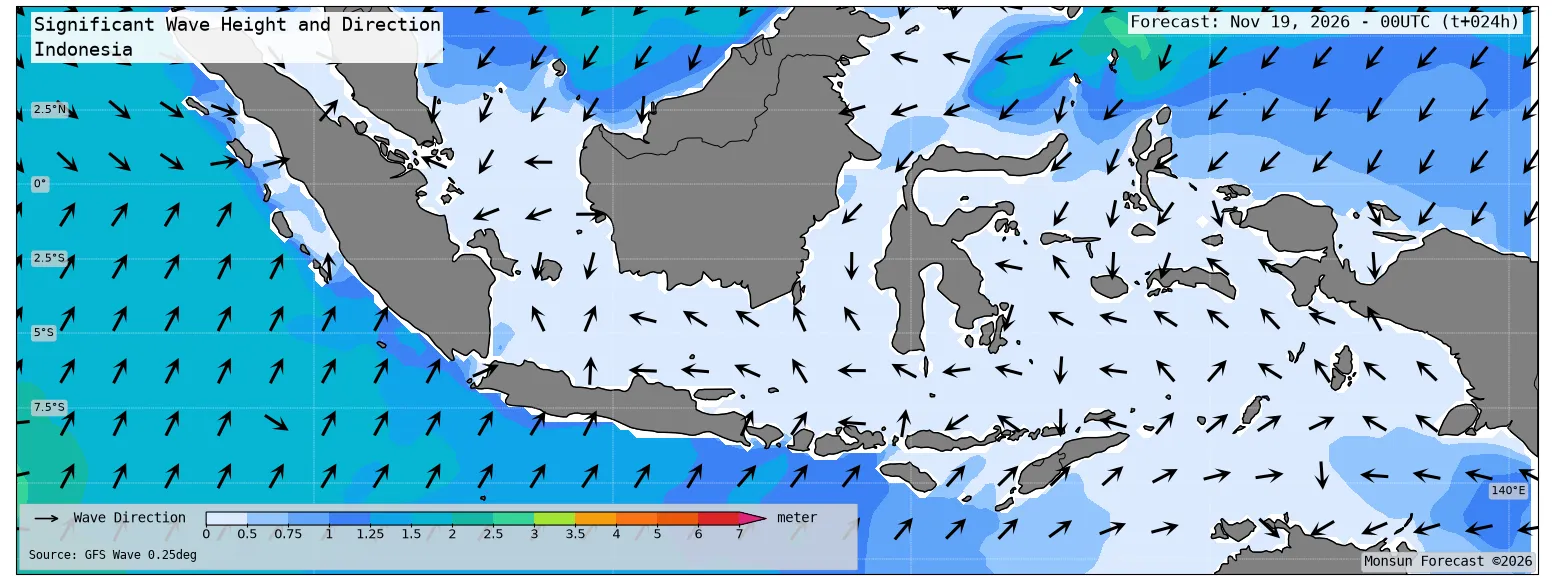 Significant Wave Height and Direction
Indonesia
Forecast: Nov 19, 2026 - 00UTC (t+024h)
2.5°N
0°
2.5°S
5°S
7.5°S
140°E
Wave Direction
0 0.5 0.75 1 1.25 1.5 2 2.5 3 3.5 4 5 6 7
meter
Source: GFS Wave 0.25deg
Monsun Forecast ©2026